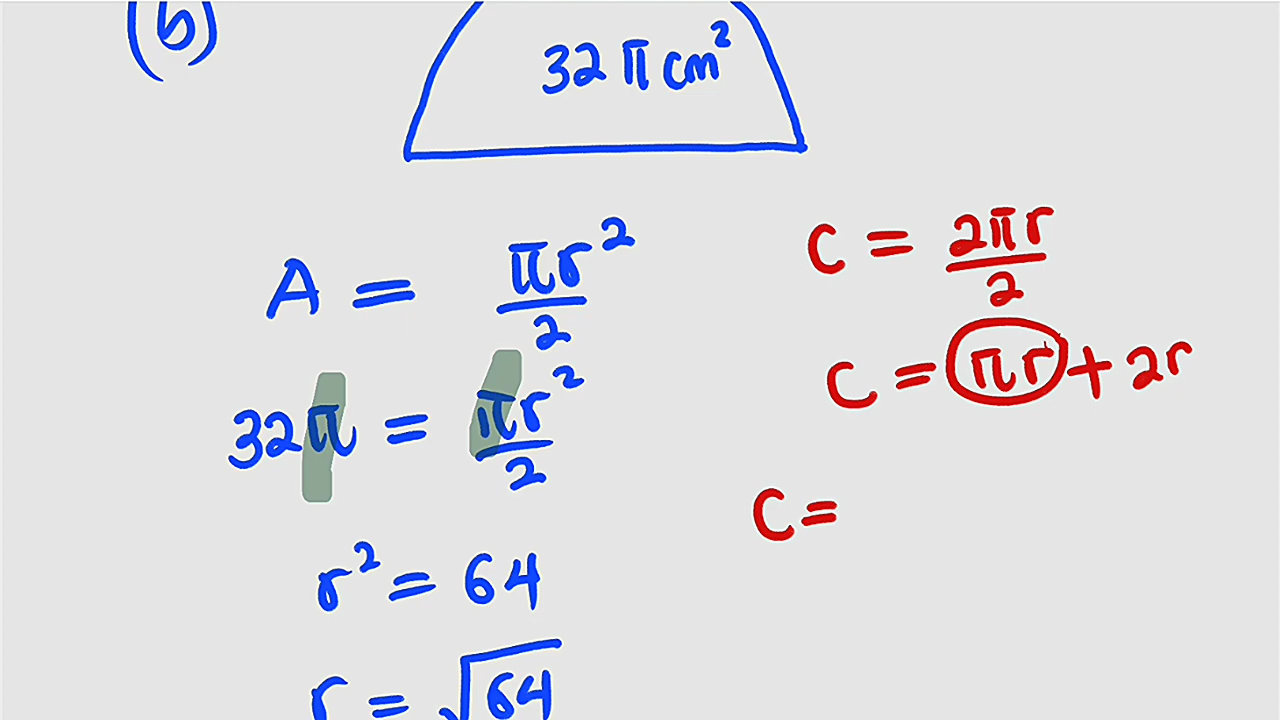 (b)
32π cm²
A = πr²/2
32π = πr²/2
r² = 64
r = √64
C = 2πr/2
C = πr + 2r
C =